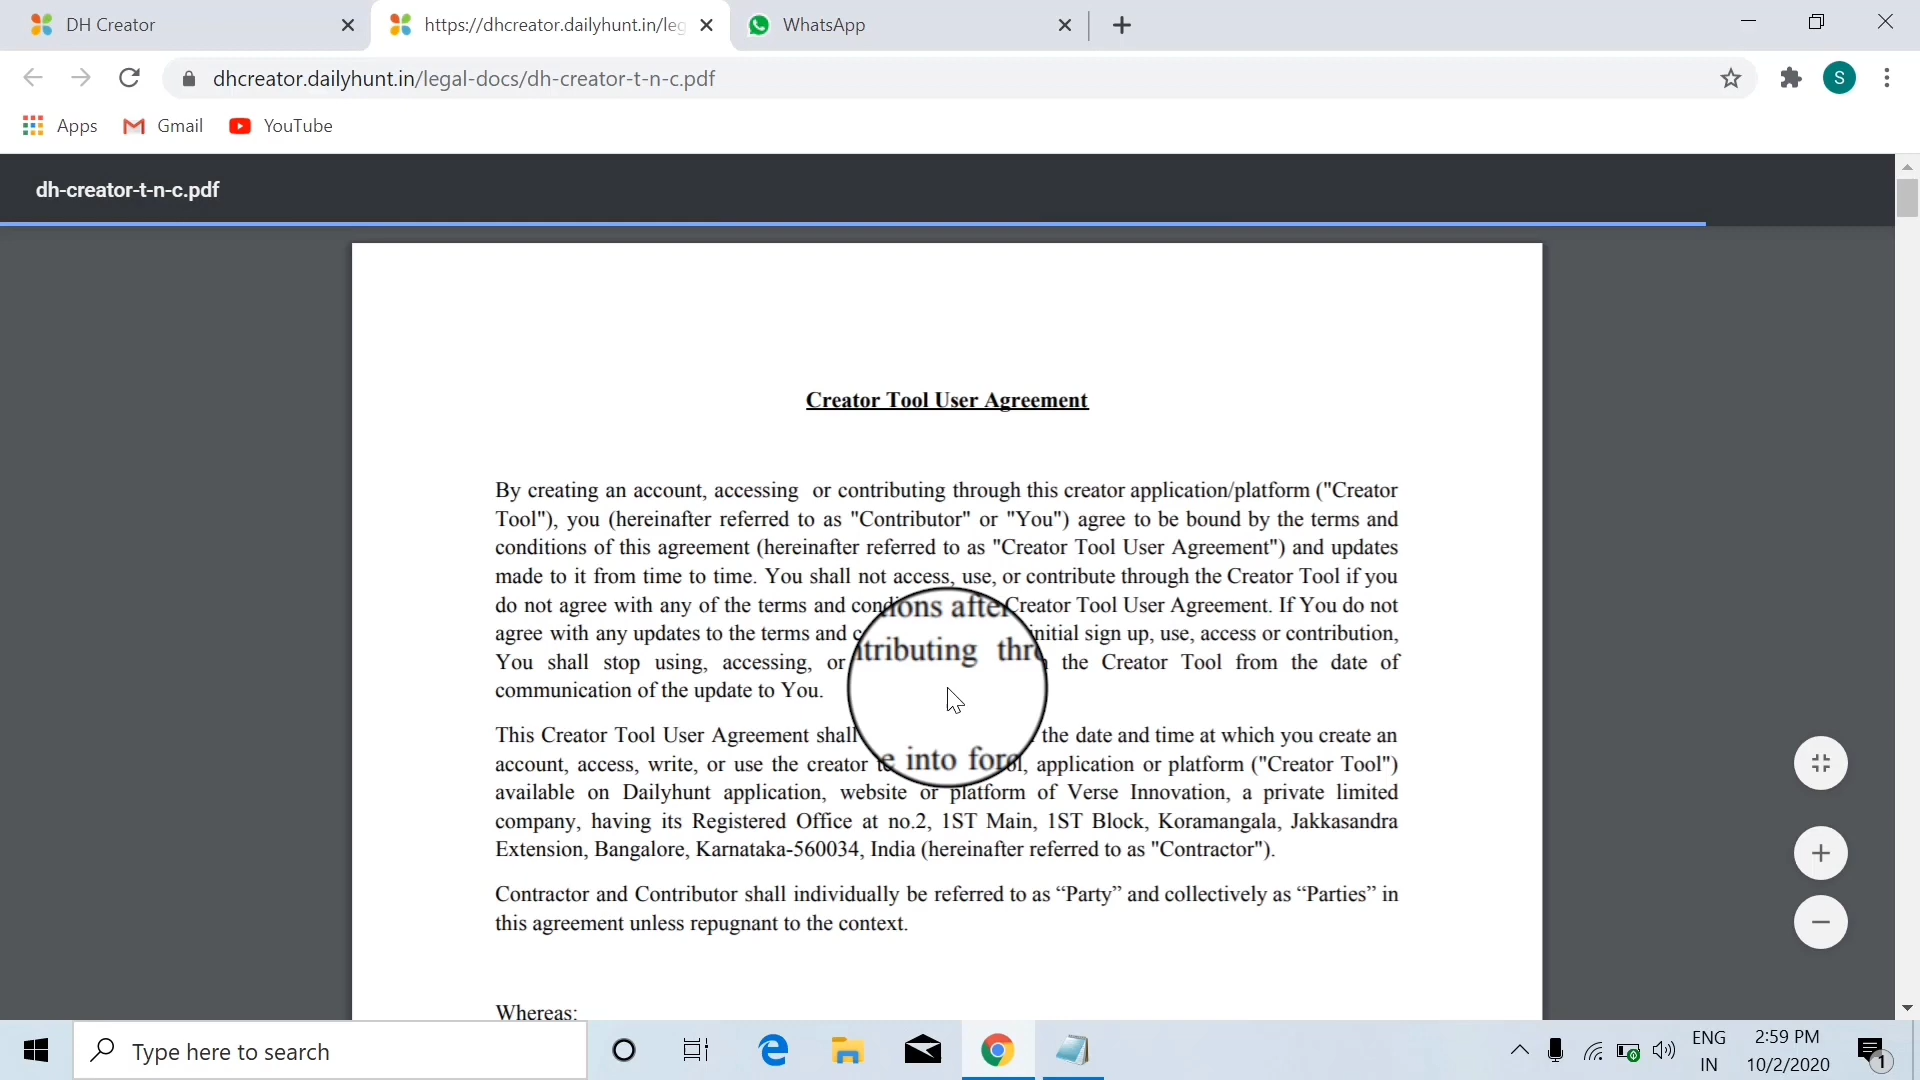 DH Creator
https://dhcreator.dailyhunt.in/leg
WhatsApp
dhcreator.dailyhunt.in/legal-docs/dh-creator-t-n-c.pdf
S
Apps
Gmail
YouTube
dh-creator-t-n-c.pdf
Creator Tool User Agreement
By creating an account, accessing or contributing through this creator application/platform ("Creator
Tool"), you (hereinafter referred to as "Contributor" or "You") agree to be bound by the terms and
conditions of this agreement (hereinafter referred to as "Creator Tool User Agreement") and updates
made to it from time to time. You shall not access, use, or contribute through the Creator Tool if you
do not agree with any of the terms and cond ions after Creator Tool User Agreement. If You do not
agree with any updates to the terms and c initial sign up, use, access or contribution,
You shall stop using, accessing, or tributing thro the Creator Tool from the date of
communication of the update to You.
This Creator Tool User Agreement shall the date and time at which you create an
account, access, write, or use the creator e into for ol, application or platform ("Creator Tool")
available on Dailyhunt application, website or platform of Verse Innovation, a private limited
company, having its Registered Office at no.2, 1ST Main, 1ST Block, Koramangala, Jakkasandra
Extension, Bangalore, Karnataka-560034, India (hereinafter referred to as "Contractor").
Contractor and Contributor shall individually be referred to as “Party” and collectively as “Parties” in
this agreement unless repugnant to the context.
Whereas:
Type here to search
ENG
IN
2:59 PM
10/2/2020
1